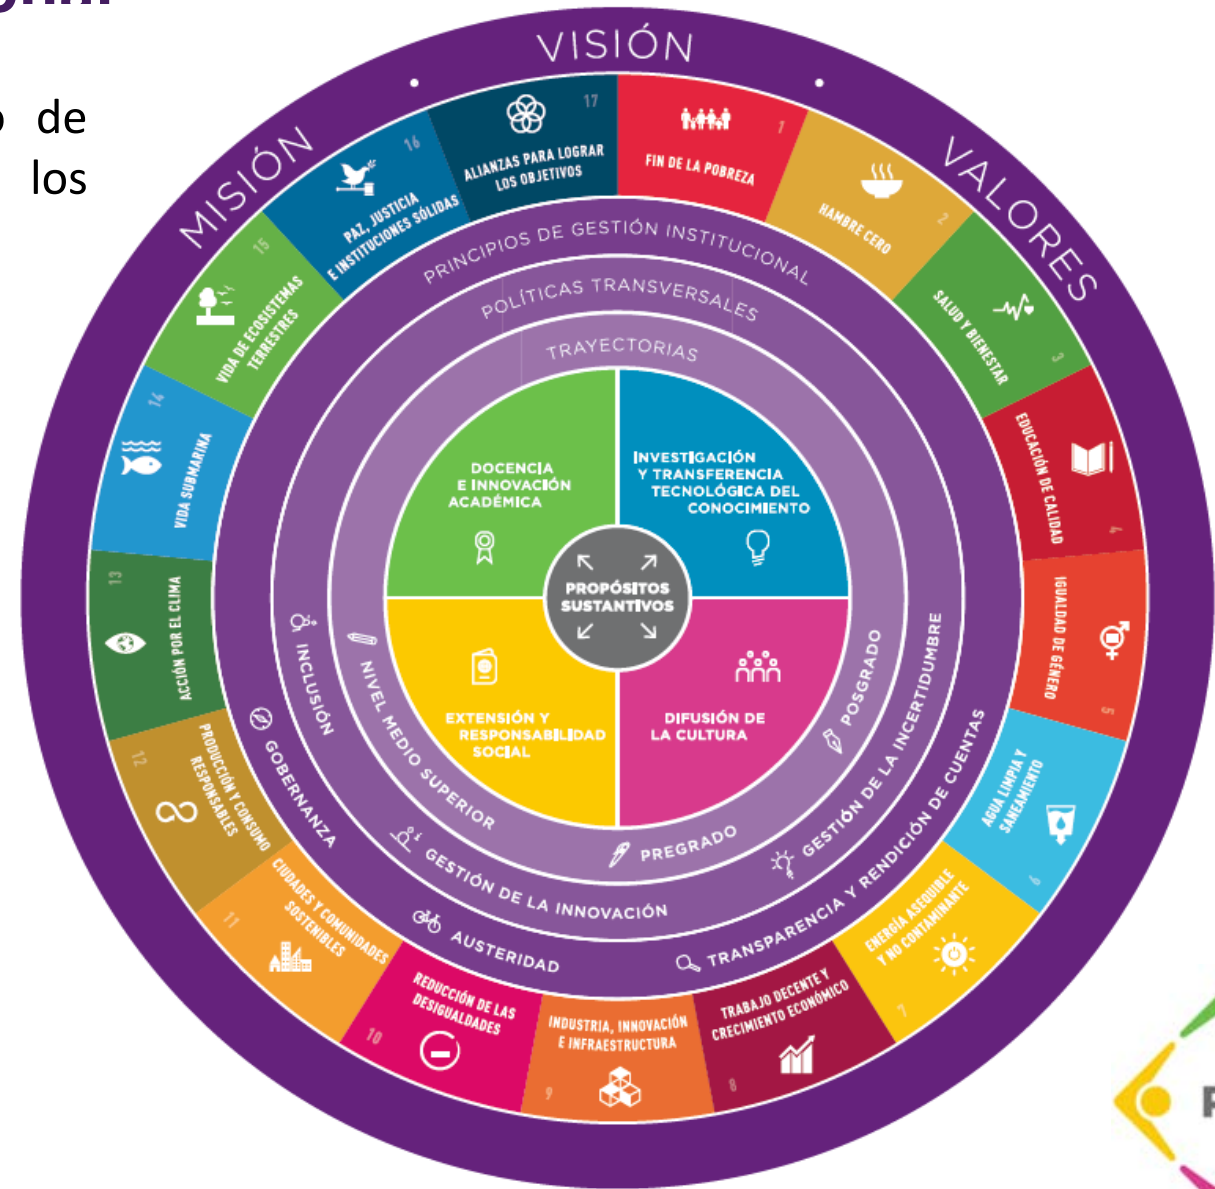 de
los
VISIÓN
MISIÓN
VALORES
17
ALIANZAS PARA LOGRAR
LOS OBJETIVOS
1
FIN DE LA POBREZA
2
HAMBRE CERO
3
SALUD Y BIENESTAR
4
EDUCACIÓN DE CALIDAD
5
IGUALDAD DE GÉNERO
6
AGUA LIMPIA Y
SANEAMIENTO
7
ENERGÍA ASEQUIBLE
Y NO CONTAMINANTE
8
TRABAJO DECENTE Y
CRECIMIENTO ECONÓMICO
9
INDUSTRIA, INNOVACIÓN
E INFRAESTRUCTURA
10
REDUCCIÓN DE LAS
DESIGUALDADES
11
CIUDADES Y COMUNIDADES
SOSTENIBLES
12
PRODUCCIÓN Y CONSUMO
RESPONSABLES
13
ACCIÓN POR EL CLIMA
14
VIDA SUBMARINA
15
VIDA DE ECOSISTEMAS
TERRESTRES
16
PAZ, JUSTICIA
E INSTITUCIONES SÓLIDAS
PRINCIPIOS DE GESTIÓN INSTITUCIONAL
GOBERNANZA
AUSTERIDAD
TRANSPARENCIA Y RENDICIÓN DE CUENTAS
POLÍTICAS TRANSVERSALES
INCLUSIÓN
GESTIÓN DE LA INNOVACIÓN
GESTIÓN DE LA INCERTIDUMBRE
TRAYECTORIAS
NIVEL MEDIO SUPERIOR
PREGRADO
POSGRADO
DOCENCIA
E INNOVACIÓN
ACADÉMICA
INVESTIGACIÓN
Y TRANSFERENCIA
TECNOLÓGICA DEL
CONOCIMIENTO
PROPÓSITOS
SUSTANTIVOS
EXTENSIÓN Y
RESPONSABILIDAD
SOCIAL
DIFUSIÓN DE
LA CULTURA